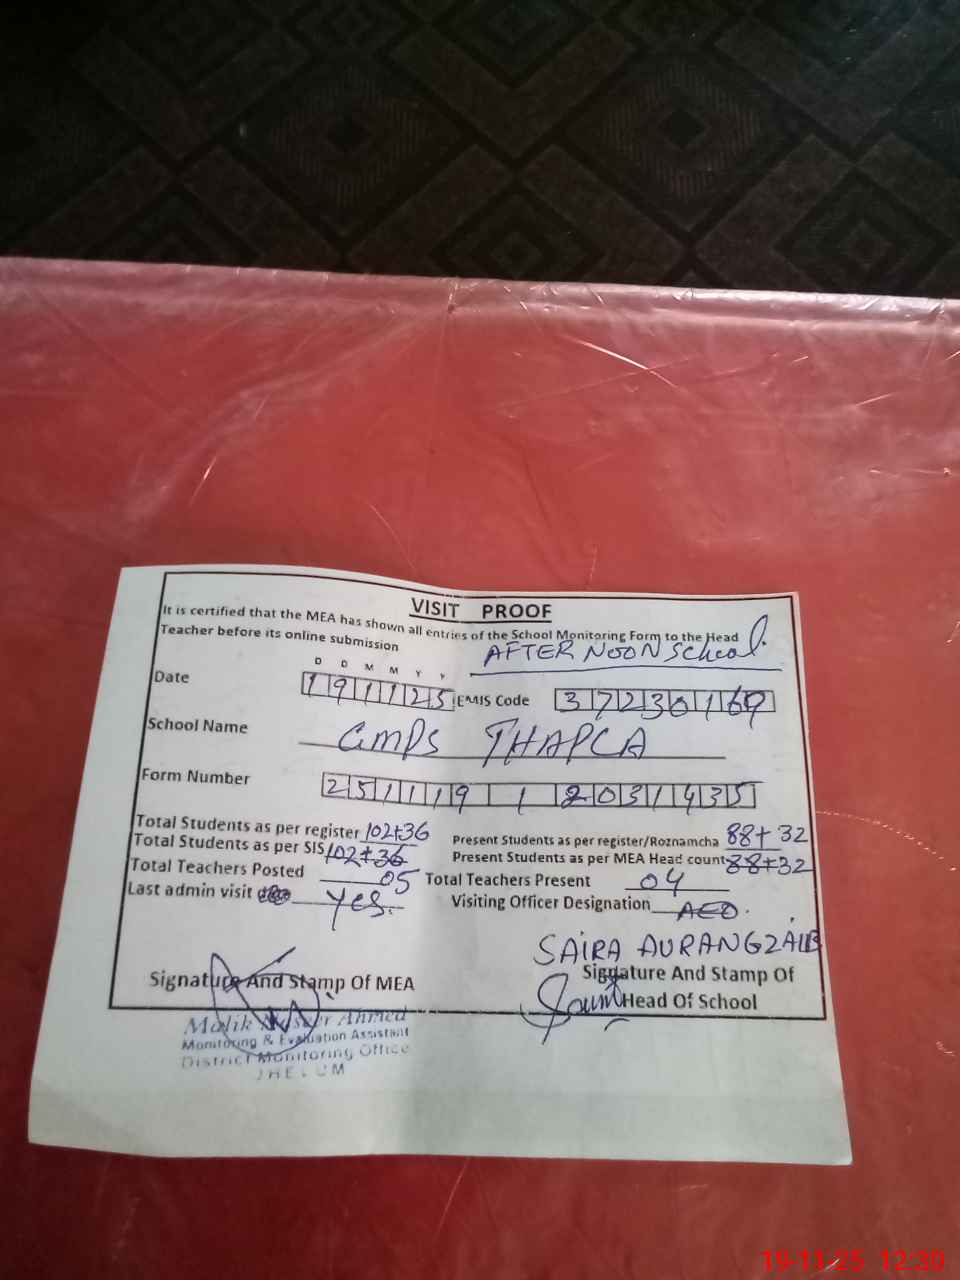 VISIT PROOF
It is certified that the MEA has shown all entries of the School Monitoring Form to the Head
Teacher before its online submission
AFTER NOON School.
D D M M Y Y
Date 191125 EMIS Code 37230169
School Name GMPS THAPLA
Form Number 251119 1 2031435
Total Students as per register 102+36 Present Students as per register/Roznamcha 88+32
Total Students as per SIS 102+36 Present Students as per MEA Head count 88+32
Total Teachers Posted 05 Total Teachers Present 04
Last admin visit yes. Visiting Officer Designation AEO.
SAIRA AURANGZAIB
Signature And Stamp Of MEA Signature And Stamp Of
Head Of School
Malik Ahmed
Monitoring & Evaluation Assistant
District Monitoring Office
JHELUM
19-11-25 12:30